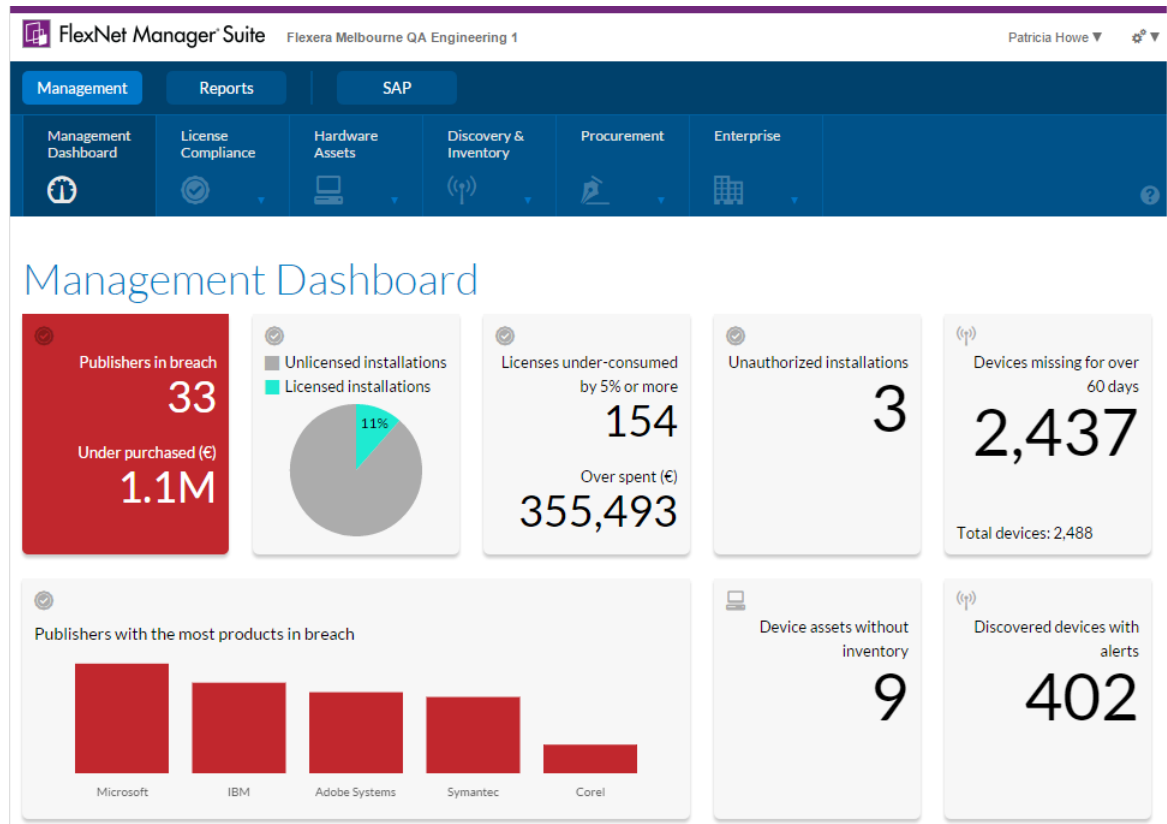 FlexNet Manager Suite Flexera Melbourne QA Engineering 1 Patricia Howe ▼
Management Reports SAP
Management Dashboard
License Compliance
Hardware Assets
Discovery & Inventory
Procurement
Enterprise
Management Dashboard
Publishers in breach
33
Under purchased (€)
1.1M
Unlicensed installations
Licensed installations
11%
Licenses under-consumed
by 5% or more
154
Over spent (€)
355,493
Unauthorized installations
3
Devices missing for over
60 days
2,437
Total devices: 2,488
Publishers with the most products in breach
Microsoft IBM Adobe Systems Symantec Corel
Device assets without
inventory
9
Discovered devices with
alerts
402